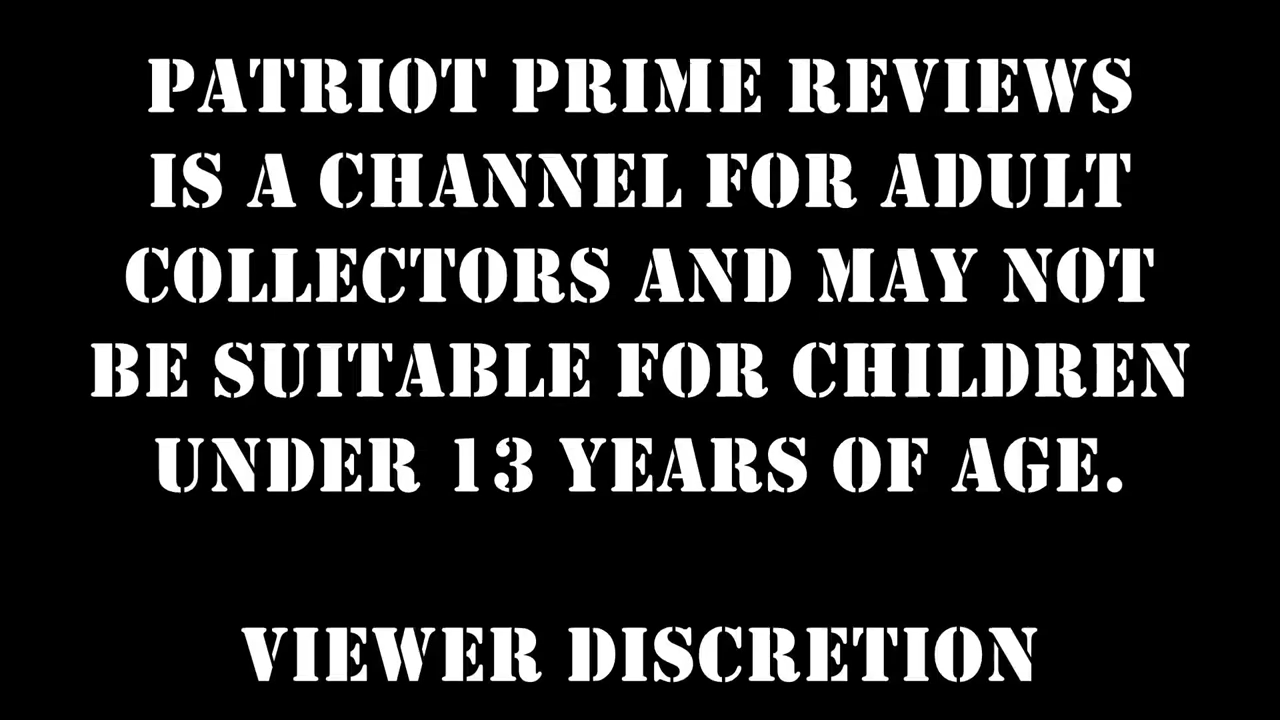 PATRIOT PRIME REVIEWS
IS A CHANNEL FOR ADULT
COLLECTORS AND MAY NOT
BE SUITABLE FOR CHILDREN
UNDER 13 YEARS OF AGE.
VIEWER DISCRETION